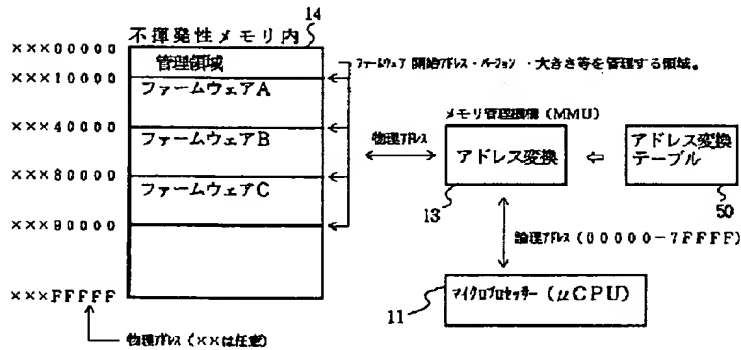 不揮発性メモリ内
14
×××00000
管理領域
ファームウェア 開始アドレス・バージョン ・大きさ等を管理する領域。
×××10000
ファームウェアA
メモリ管理機構(MMU)
×××40000
ファームウェアB
物理アドレス
アドレス変換
アドレス変換
テーブル
×××80000
ファームウェアC
13
50
×××90000
論理アドレス(00000-7FFFF)
×××FFFFF
マイクロプロセッサー(μCPU)
11
物理アドレス(××は任意)